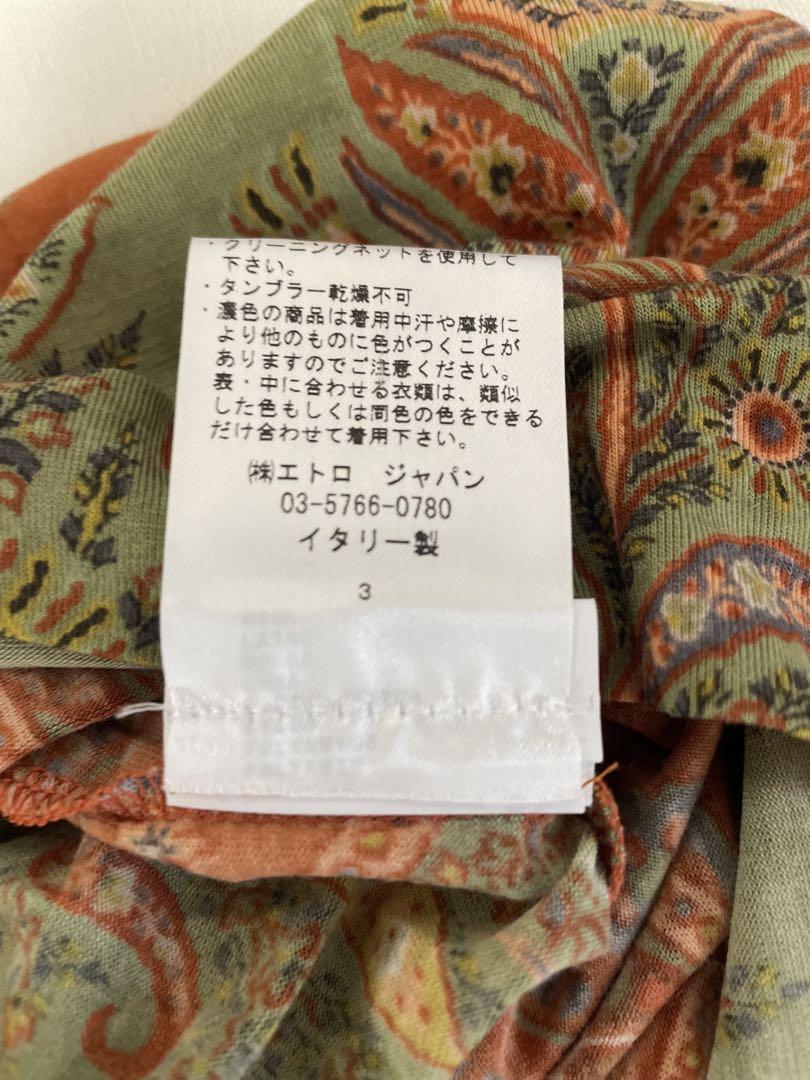 ・クリーニングネットを使用して
下さい。
・タンブラー乾燥不可
・濃色の商品は着用中汗や摩擦に
より他のものに色がつくことが
ありますのでご注意ください。
表・中に合わせる衣類は、類似
した色もしくは同色の色をできる
だけ合わせて着用下さい。
㈱エトロ　ジャパン
03-5766-0780
イタリー製
3